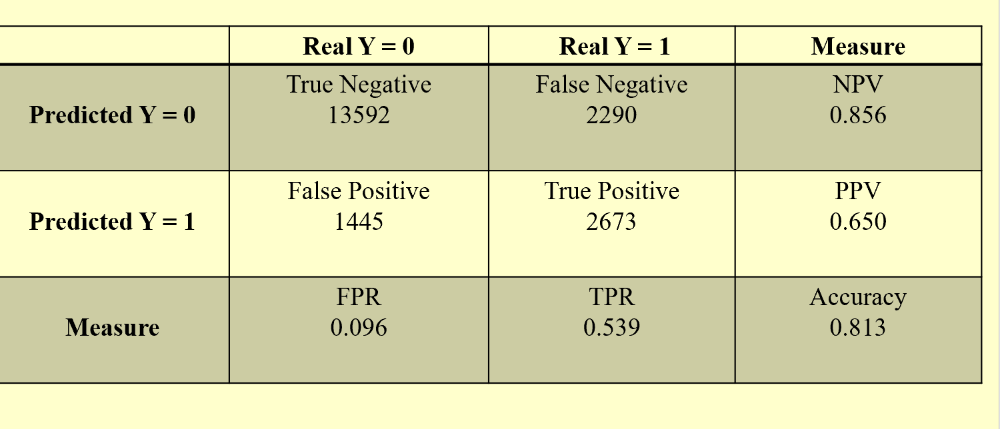 Real Y = 0 Real Y = 1 Measure
True Negative False Negative NPV
Predicted Y = 0 13592 2290 0.856
False Positive True Positive PPV
Predicted Y = 1 1445 2673 0.650
FPR TPR Accuracy
Measure 0.096 0.539 0.813